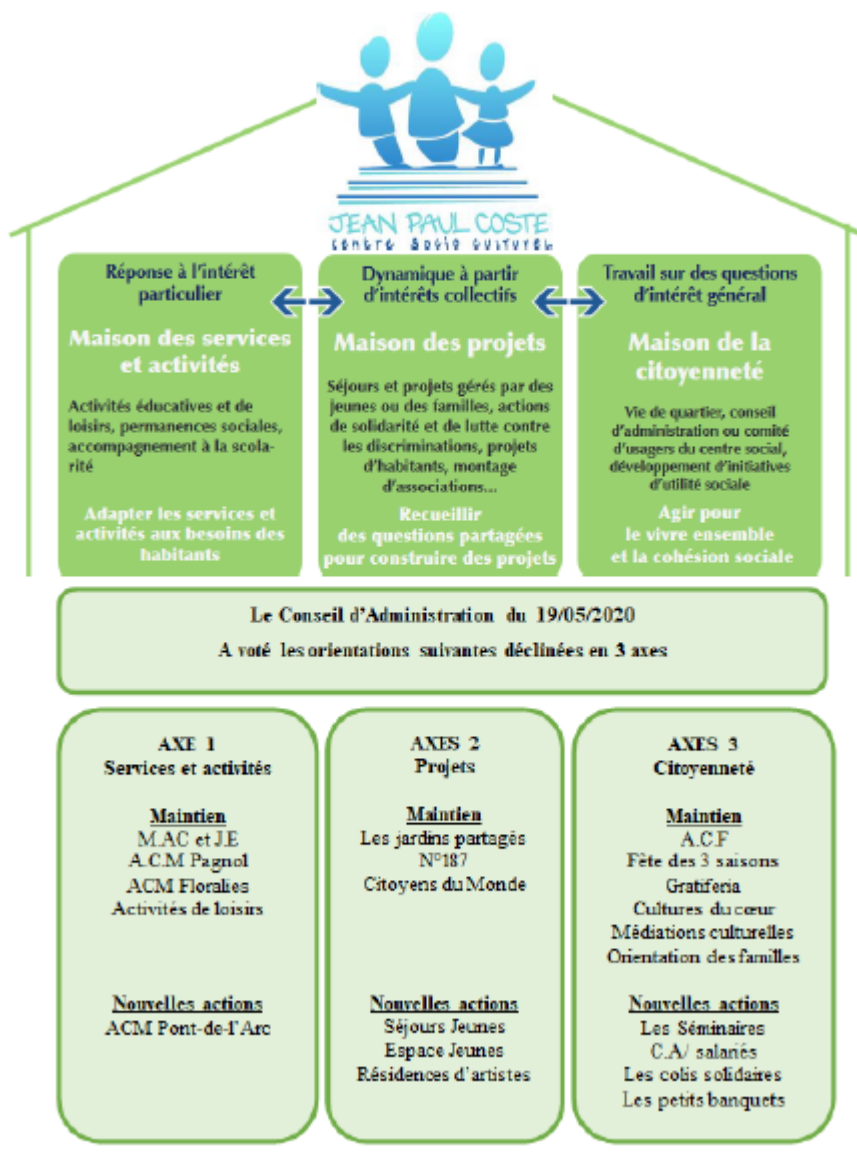 JEAN PAUL COSTE
centre socio culturel
Réponse à l'intérêt
particulier
Maison des services
et activités
Activités éducatives et de
loisirs, permanences sociales,
accompagnement à la scola-
rité
Adapter les services et
activités aux besoins des
habitants
Dynamique à partir
d'intérêts collectifs
Maison des projets
Séjours et projets gérés par des
jeunes ou des familles, actions
de solidarité et de lutte contre
les discriminations, projets
d'habitants, montage
d'associations...
Recueillir
des questions partagées
pour construire des projets
Travail sur des questions
d'intérêt général
Maison de la
citoyenneté
Vie de quartier, conseil
d'administration ou comité
d'usagers du centre social,
développement d'initiatives
d'utilité sociale
Agir pour
le vivre ensemble
et la cohésion sociale
Le Conseil d'Administration du 19/05/2020
A voté les orientations suivantes déclinées en 3 axes
AXE 1
Services et activités
Maintien
M.AC et J.E
A.C.M Pagnol
ACM Floralies
Activités de loisirs
Nouvelles actions
ACM Pont-de-l'Arc
AXES 2
Projets
Maintien
Les jardins partagés
N°187
Citoyens du Monde
Nouvelles actions
Séjours Jeunes
Espace Jeunes
Résidences d'artistes
AXES 3
Citoyenneté
Maintien
A.C.F
Fête des 3 saisons
Gratiferia
Cultures du cœur
Médiations culturelles
Orientation des familles
Nouvelles actions
Les Séminaires
C.A/ salariés
Les colis solidaires
Les petits banquets